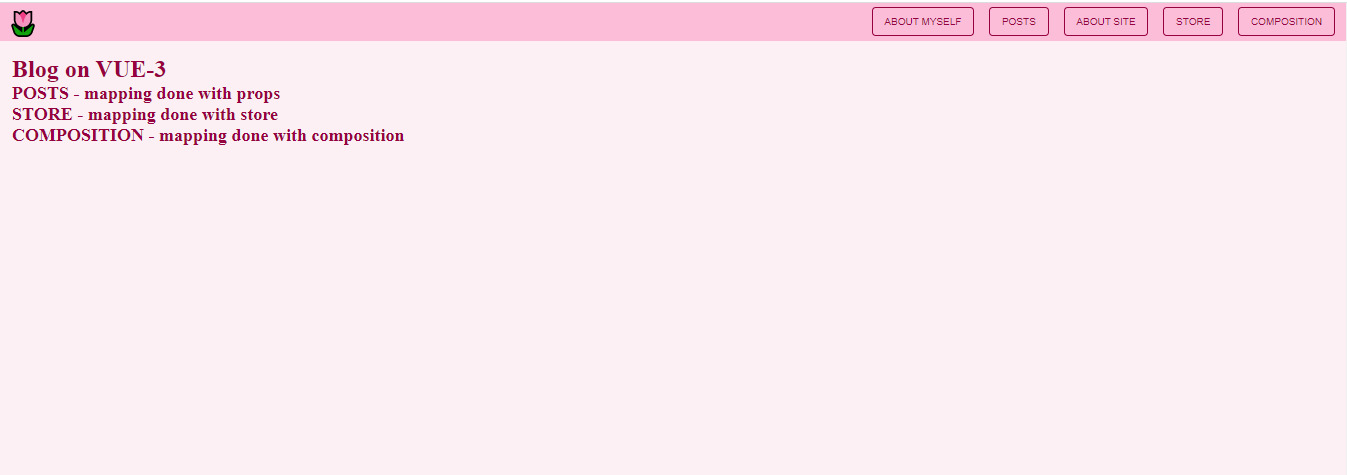 ABOUT MYSELF
POSTS
ABOUT SITE
STORE
COMPOSITION
Blog on VUE-3
POSTS - mapping done with props
STORE - mapping done with store
COMPOSITION - mapping done with composition